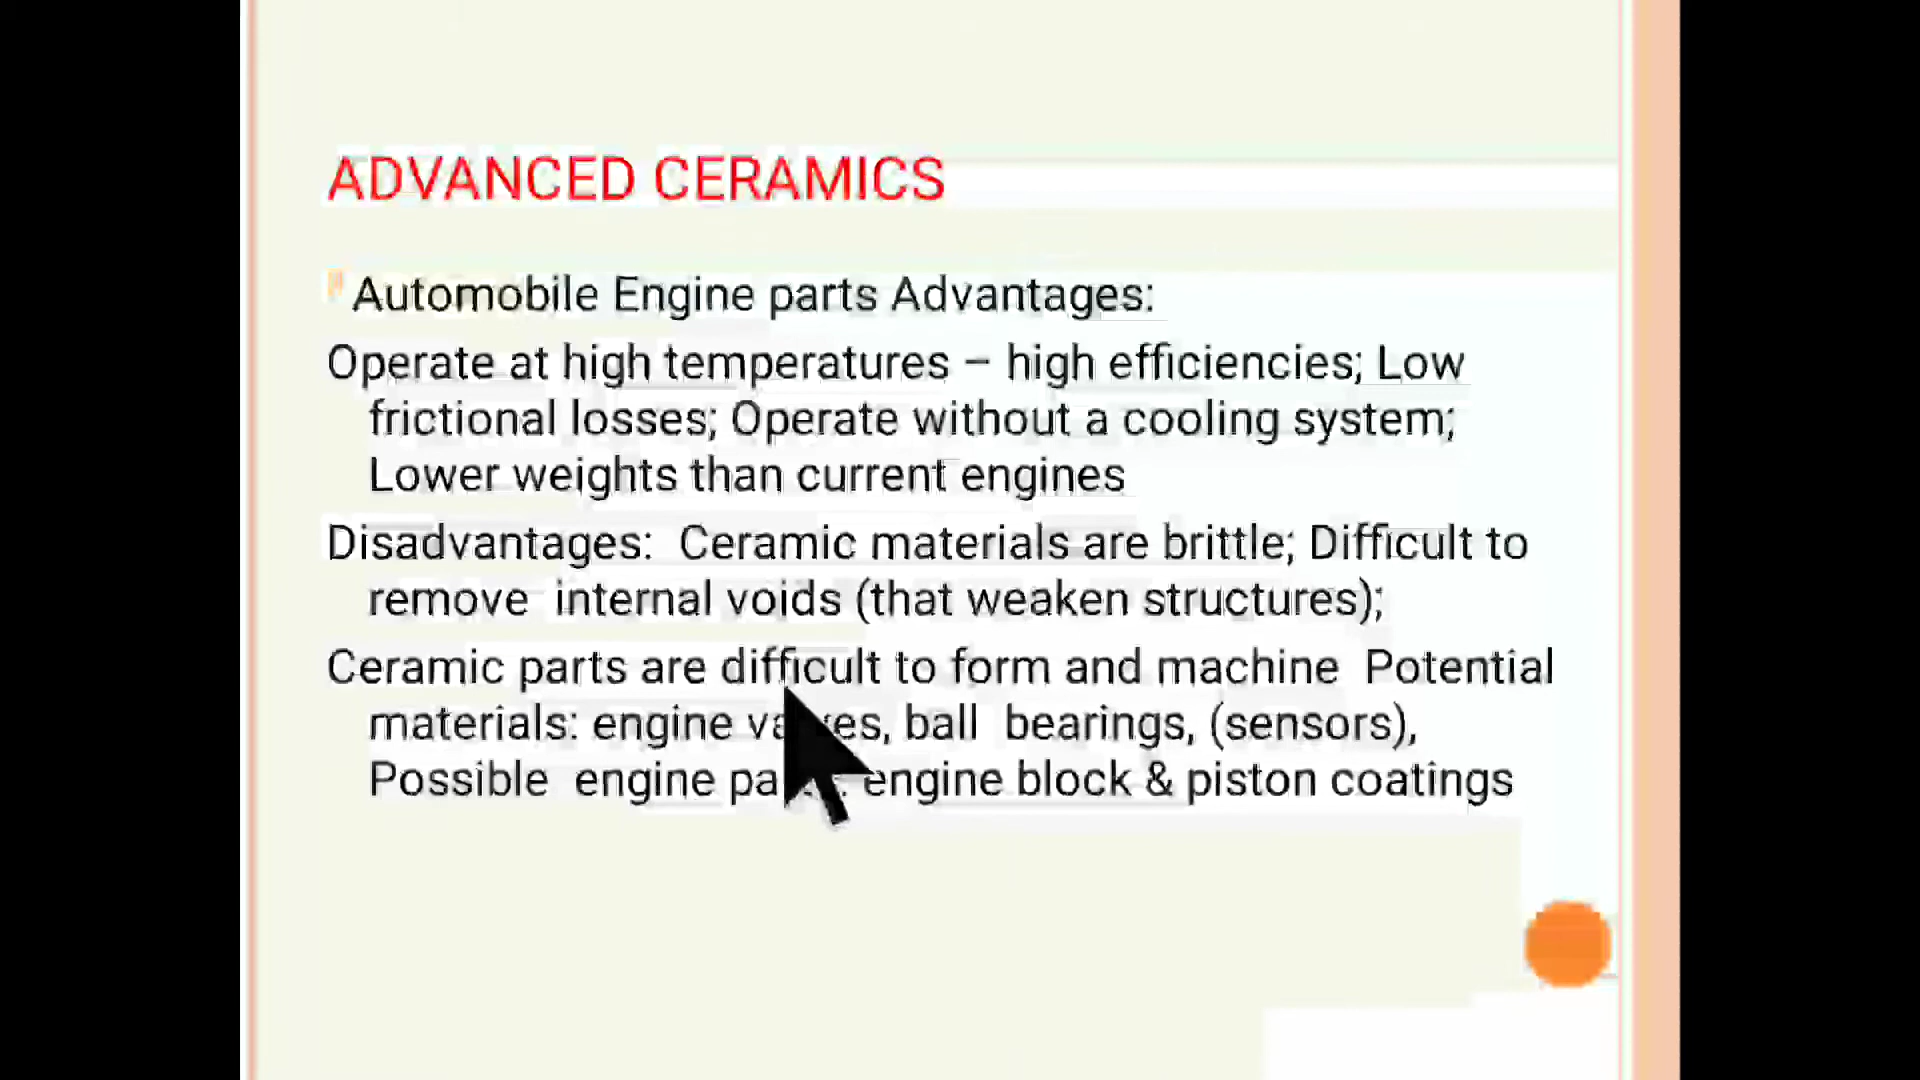 ADVANCED CERAMICS
Automobile Engine parts Advantages:
Operate at high temperatures – high efficiencies; Low
frictional losses; Operate without a cooling system;
Lower weights than current engines
Disadvantages: Ceramic materials are brittle; Difficult to
remove internal voids (that weaken structures);
Ceramic parts are difficult to form and machine Potential
materials: engine ball bearings, (sensors),
Possible engine engine block & piston coatings